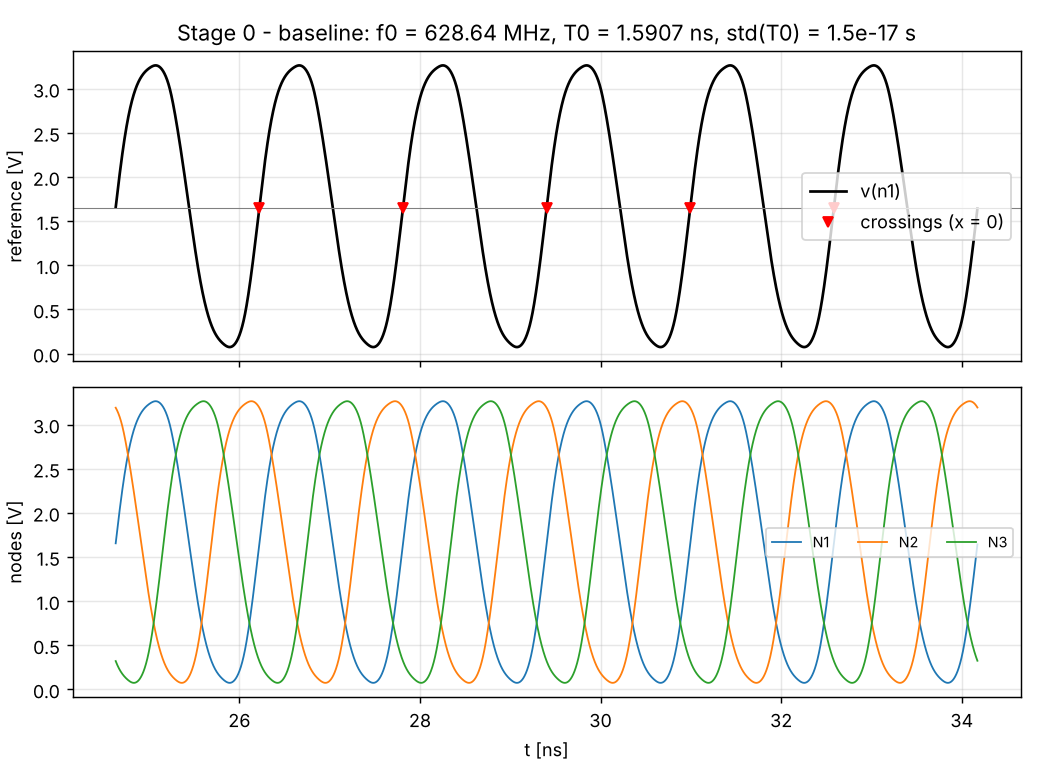 Stage 0 - baseline: f0 = 628.64 MHz, T0 = 1.5907 ns, std(T0) = 1.5e-17 s
reference [V]
3.0
2.5
2.0
1.5
1.0
0.5
0.0
v(n1)
crossings (x = 0)
nodes [V]
3.0
2.5
2.0
1.5
1.0
0.5
0.0
N1 N2 N3
26 28 30 32 34
t [ns]